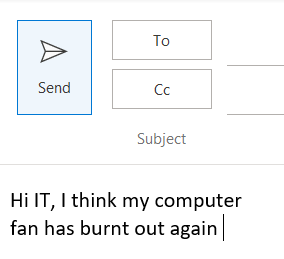 To
Send
Cc
Subject
Hi IT, I think my computer
fan has burnt out again